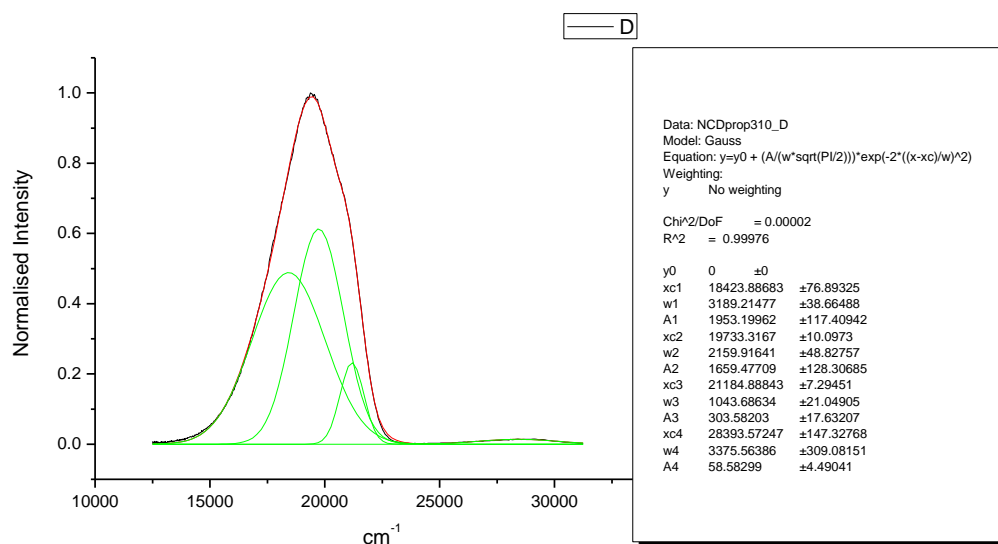 D
1.0
0.8
0.6
0.4
0.2
0.0
Normalised Intensity
10000 15000 20000 25000 30000
cm-1
Data: NCDprop310_D
Model: Gauss
Equation: y=y0 + (A/(w*sqrt(PI/2)))*exp(-2*((x-xc)/w)^2)
Weighting:
y No weighting
Chi^2/DoF = 0.00002
R^2 = 0.99976
y0 0 ±0
xc1 18423.88683 ±76.89325
w1 3189.21477 ±38.66488
A1 1953.19962 ±117.40942
xc2 19733.3167 ±10.0973
w2 2159.91641 ±48.82757
A2 1659.47709 ±128.30685
xc3 21184.88843 ±7.29451
w3 1043.68634 ±21.04905
A3 303.58203 ±17.63207
xc4 28393.57247 ±147.32768
w4 3375.56386 ±309.08151
A4 58.58299 ±4.49041